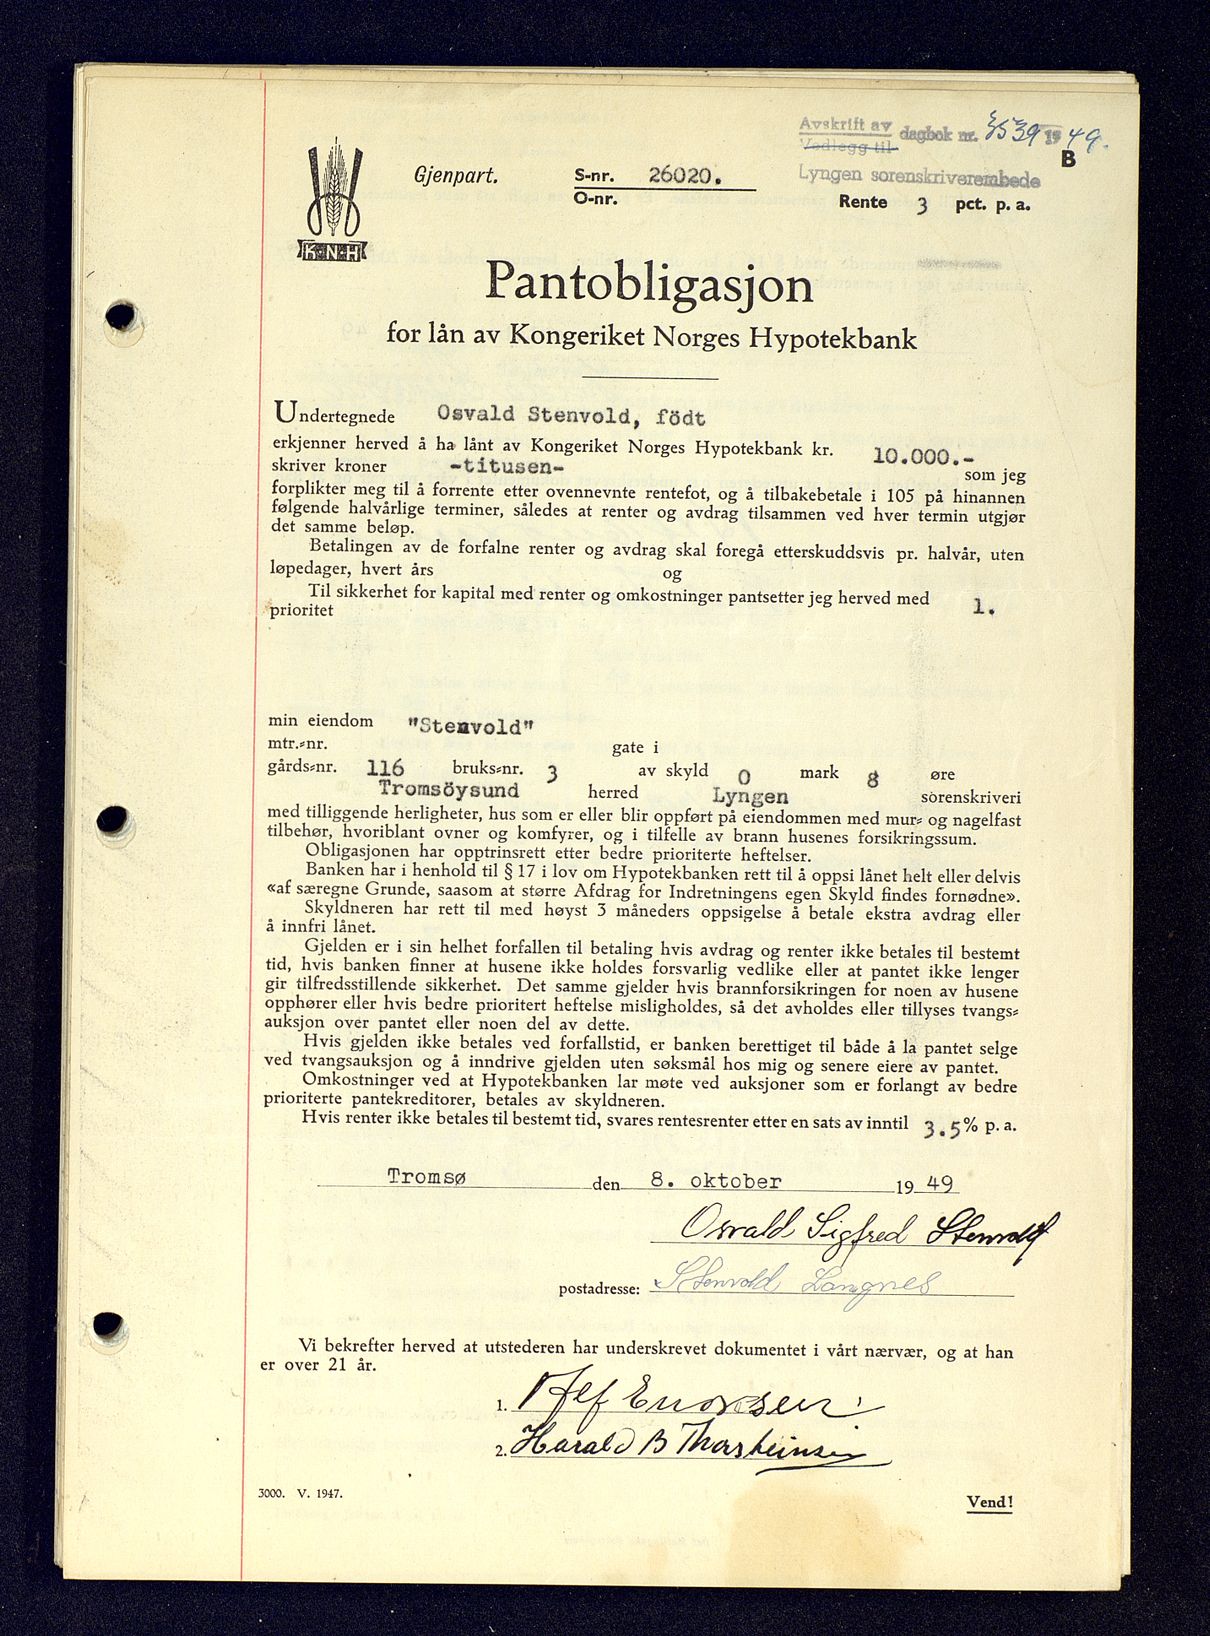 Avskrift av dagbok nr. 3539 19 49.
Vedlegg til
B
Lyngen sorenskriverembede
Gjenpart.
S-nr. 26020.
O-nr.
Rente 3 pct. p. a.
K·N·H
Pantobligasjon
for lån av Kongeriket Norges Hypotekbank
Undertegnede Osvald Stenvold, födt
erkjenner herved å ha lånt av Kongeriket Norges Hypotekbank kr. 10.000.-
skriver kroner -titusen- som jeg
forplikter meg til å forrente etter ovennevnte rentefot, og å tilbakebetale i 105 på hinannen
følgende halvårlige terminer, således at renter og avdrag tilsammen ved hver termin utgjør
det samme beløp.
Betalingen av de forfalne renter og avdrag skal foregå etterskuddsvis pr. halvår, uten
løpedager, hvert års og
Til sikkerhet for kapital med renter og omkostninger pantsetter jeg herved med 1.
prioritet
min eiendom "Stenvold"
mtr.-nr. gate i
gårds-nr. 116 bruks-nr. 3 av skyld 0 mark 8 øre
Tromsöysund herred Lyngen sorenskriveri
med tilliggende herligheter, hus som er eller blir oppført på eiendommen med mur- og nagelfast
tilbehør, hvoriblant ovner og komfyrer, og i tilfelle av brann husenes forsikringssum.
Obligasjonen har opptrinsrett etter bedre prioriterte heftelser.
Banken har i henhold til § 17 i lov om Hypotekbanken rett til å oppsi lånet helt eller delvis
«af særegne Grunde, saasom at større Afdrag for Indretningens egen Skyld findes fornødne».
Skyldneren har rett til med høyst 3 måneders oppsigelse å betale ekstra avdrag eller
å innfri lånet.
Gjelden er i sin helhet forfallen til betaling hvis avdrag og renter ikke betales til bestemt
tid, hvis banken finner at husene ikke holdes forsvarlig vedlike eller at pantet ikke lenger
gir tilfredsstillende sikkerhet. Det samme gjelder hvis brannforsikringen for noen av husene
opphører eller hvis bedre prioritert heftelse misligholdes, så det avholdes eller tillyses tvangs-
auksjon over pantet eller noen del av dette.
Hvis gjelden ikke betales ved forfallstid, er banken berettiget til både å la pantet selge
ved tvangsauksjon og å inndrive gjelden uten søksmål hos mig og senere eiere av pantet.
Omkostninger ved at Hypotekbanken lar møte ved auksjoner som er forlangt av bedre
prioriterte pantekreditorer, betales av skyldneren.
Hvis renter ikke betales til bestemt tid, svares rentesrenter etter en sats av inntil 3.5% p. a.
Tromsø den 8. oktober 19 49
Osvald Sigfred Stenvold
postadresse: Stenvold Langnes
Vi bekrefter herved at utstederen har underskrevet dokumentet i vårt nærvær, og at han
er over 21 år.
1. Alf
2. Harald B Thorsteinsen
3000. V. 1947.
Vend!